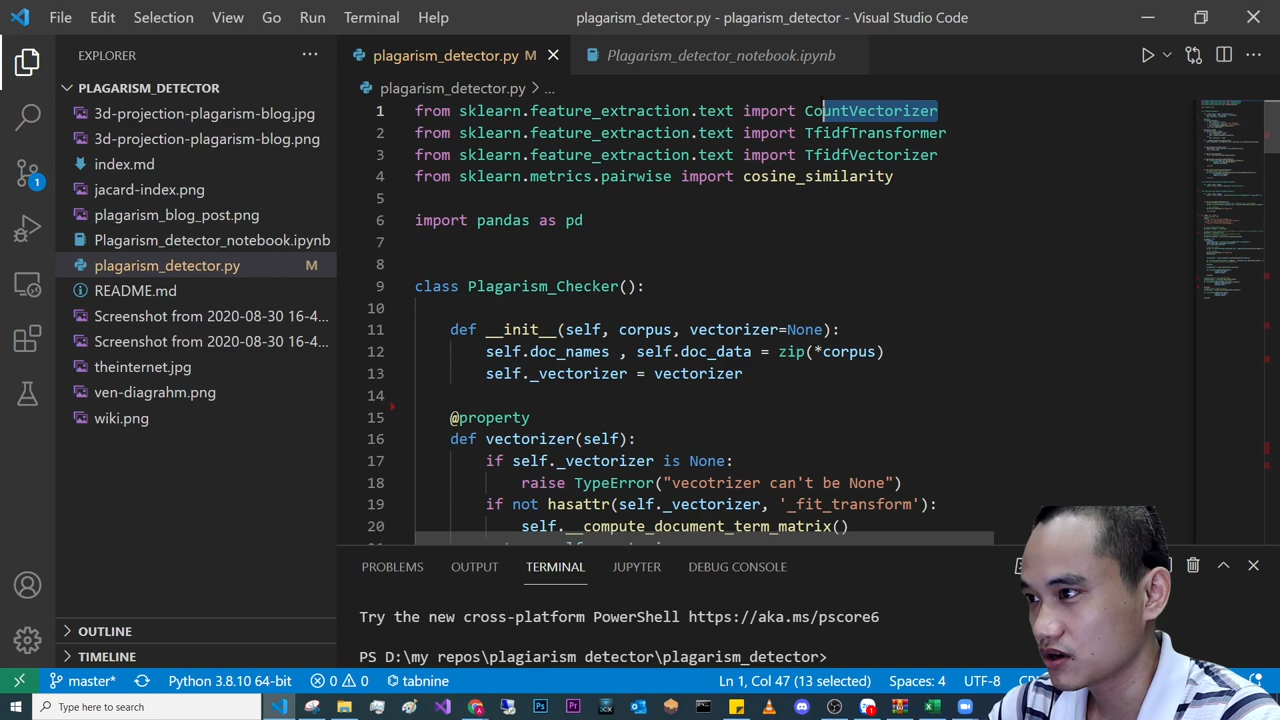 File Edit Selection View Go Run Terminal Help
plagarism_detector.py - plagarism_detector - Visual Studio Code
EXPLORER
PLAGARISM_DETECTOR
3d-projection-plagarism-blog.jpg
3d-projection-plagarism-blog.png
index.md
jacard-index.png
plagarism_blog_post.png
Plagarism_detector_notebook.ipynb
plagarism_detector.py M
README.md
Screenshot from 2020-08-30 16-4...
Screenshot from 2020-08-30 16-4...
theinternet.jpg
ven-diagrahm.png
wiki.png
OUTLINE
TIMELINE
1
plagarism_detector.py M
Plagarism_detector_notebook.ipynb
plagarism_detector.py > ...
1 from sklearn.feature_extraction.text import CountVectorizer
2 from sklearn.feature_extraction.text import TfidfTransformer
3 from sklearn.feature_extraction.text import TfidfVectorizer
4 from sklearn.metrics.pairwise import cosine_similarity
5
6 import pandas as pd
7
8
9 class Plagarism_Checker():
10
11 def __init__(self, corpus, vectorizer=None):
12 self.doc_names , self.doc_data = zip(*corpus)
13 self._vectorizer = vectorizer
14
15 @property
16 def vectorizer(self):
17 if self._vectorizer is None:
18 raise TypeError("vecotrizer can't be None")
19 if not hasattr(self._vectorizer, '_fit_transform'):
20 self.__compute_document_term_matrix()
PROBLEMS OUTPUT TERMINAL JUPYTER DEBUG CONSOLE
Try the new cross-platform PowerShell https://aka.ms/pscore6
PS D:\my repos\plagiarism detector\plagarism_detector>
master* Python 3.8.10 64-bit 0 0 tabnine
Ln 1, Col 47 (13 selected) Spaces: 4 UTF-8
Type here to search